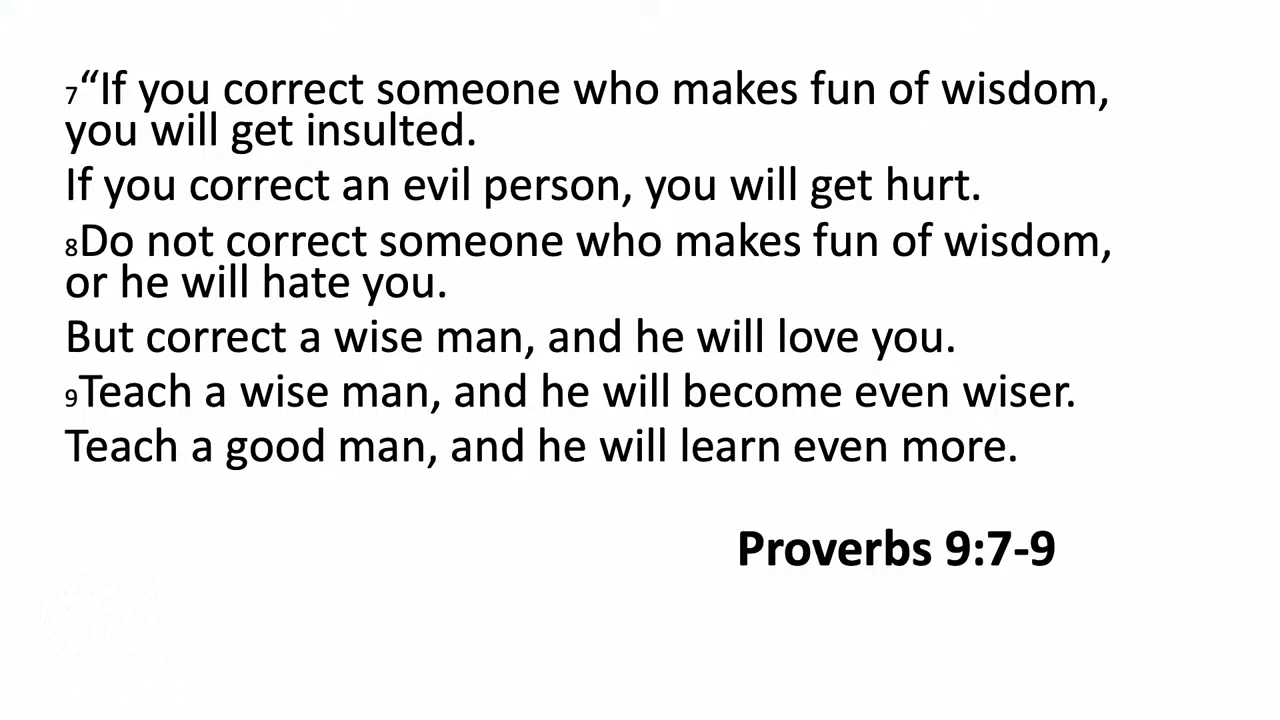 7“If you correct someone who makes fun of wisdom,
you will get insulted.
If you correct an evil person, you will get hurt.
8Do not correct someone who makes fun of wisdom,
or he will hate you.
But correct a wise man, and he will love you.
9Teach a wise man, and he will become even wiser.
Teach a good man, and he will learn even more.
Proverbs 9:7-9